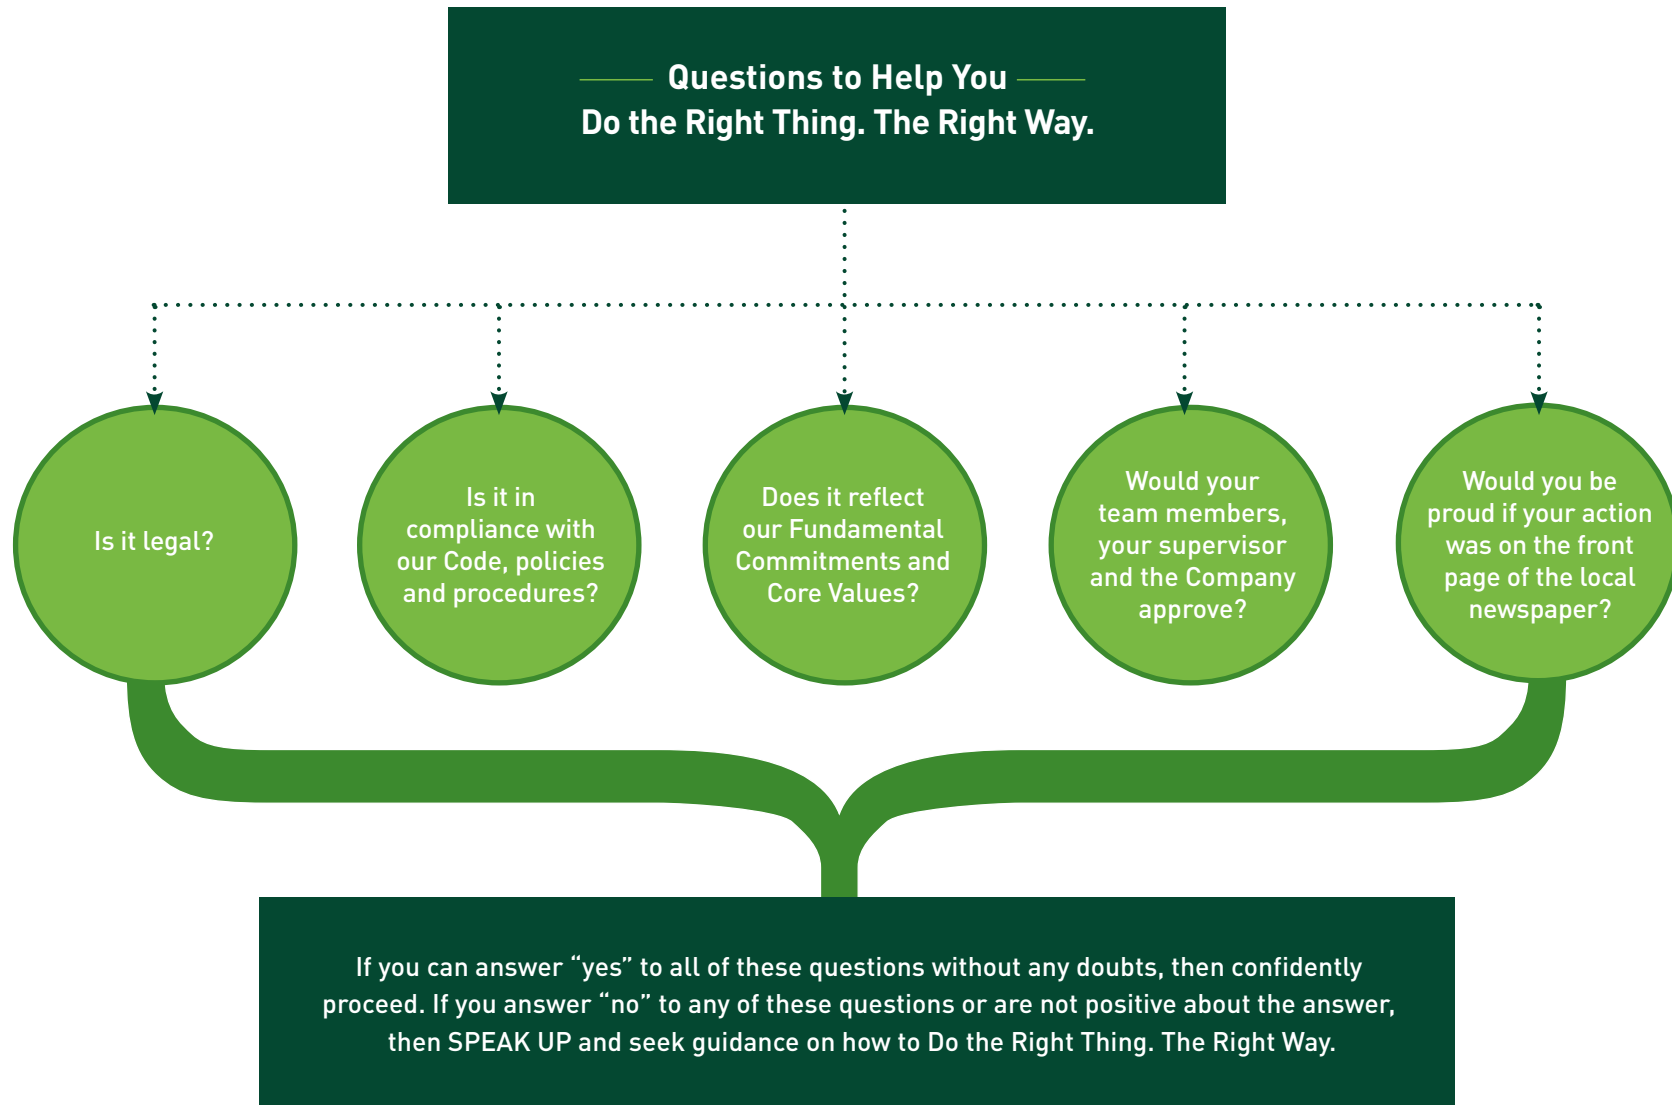 Questions to Help You
Do the Right Thing. The Right Way.
Is it legal?
Is it in
compliance with
our Code, policies
and procedures?
Does it reflect
our Fundamental
Commitments and
Core Values?
Would your
team members,
your supervisor
and the Company
approve?
Would you be
proud if your action
was on the front
page of the local
newspaper?
If you can answer “yes” to all of these questions without any doubts, then confidently
proceed. If you answer “no” to any of these questions or are not positive about the answer,
then SPEAK UP and seek guidance on how to Do the Right Thing. The Right Way.